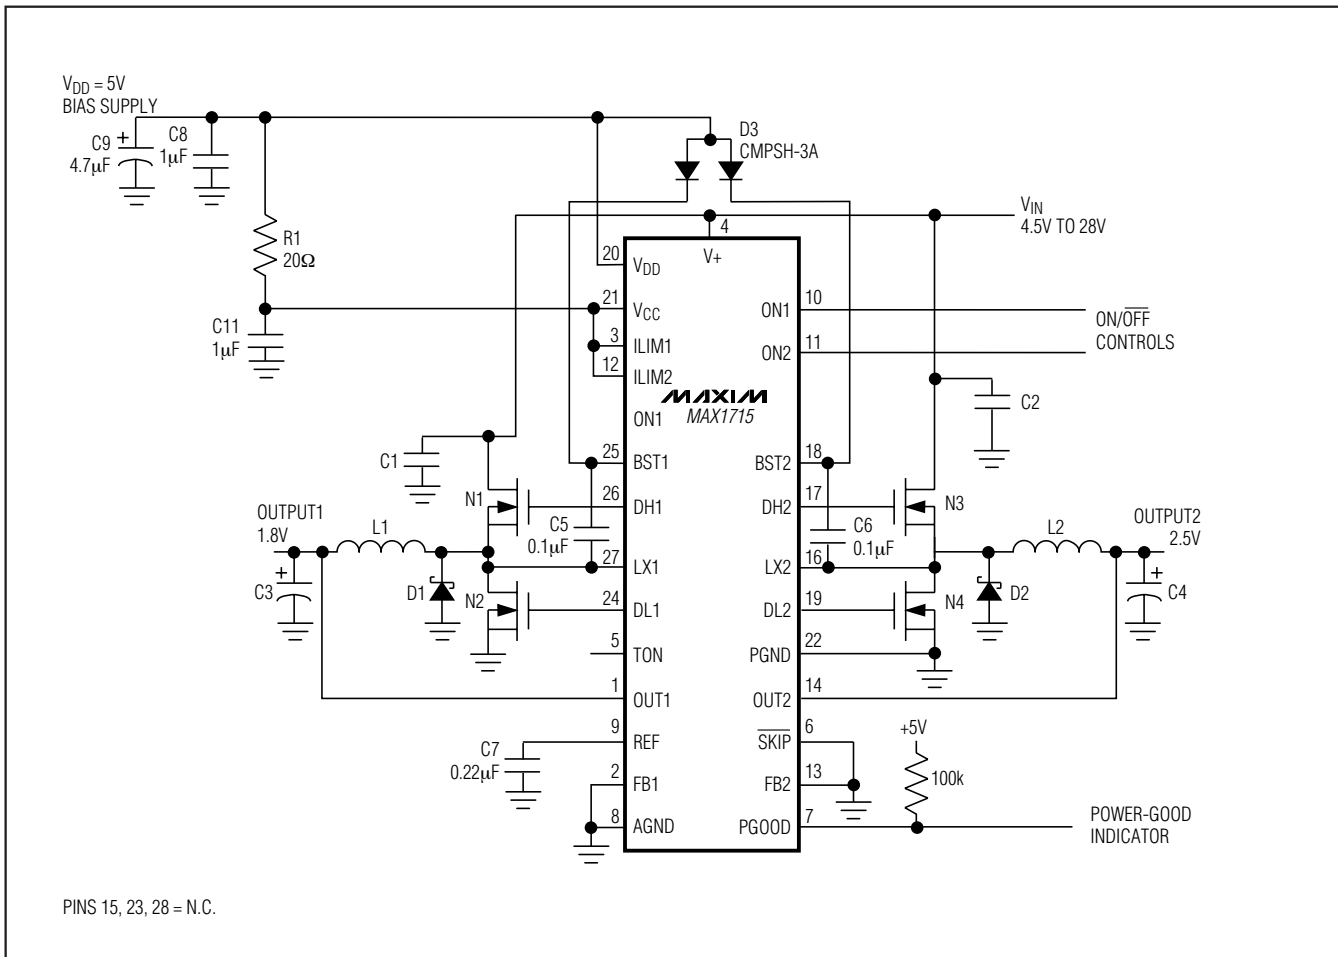 V_DD = 5V
BIAS SUPPLY
C9
+
4.7µF
C8
1µF
R1
20Ω
C11
1µF
D3
CMPSH-3A
V_IN
4.5V TO 28V
4
V+
20
V_DD
21
V_CC
3
ILIM1
12
ILIM2
ON1
10
ON1
11
ON2
ON/O̅F̅F̅
CONTROLS
MAXIM
MAX1715
C1
C2
25
BST1
18
BST2
N1
26
DH1
17
DH2
N3
C5
0.1µF
C6
0.1µF
OUTPUT1
1.8V
L1
L2
OUTPUT2
2.5V
27
LX1
16
LX2
C3
+
D1
N2
24
DL1
19
DL2
N4
D2
+
C4
5
TON
22
PGND
1
OUT1
14
OUT2
9
REF
C7
0.22µF
6
S̅K̅I̅P̅
2
FB1
13
FB2
8
AGND
7
PGOOD
+5V
100k
POWER-GOOD
INDICATOR
PINS 15, 23, 28 = N.C.